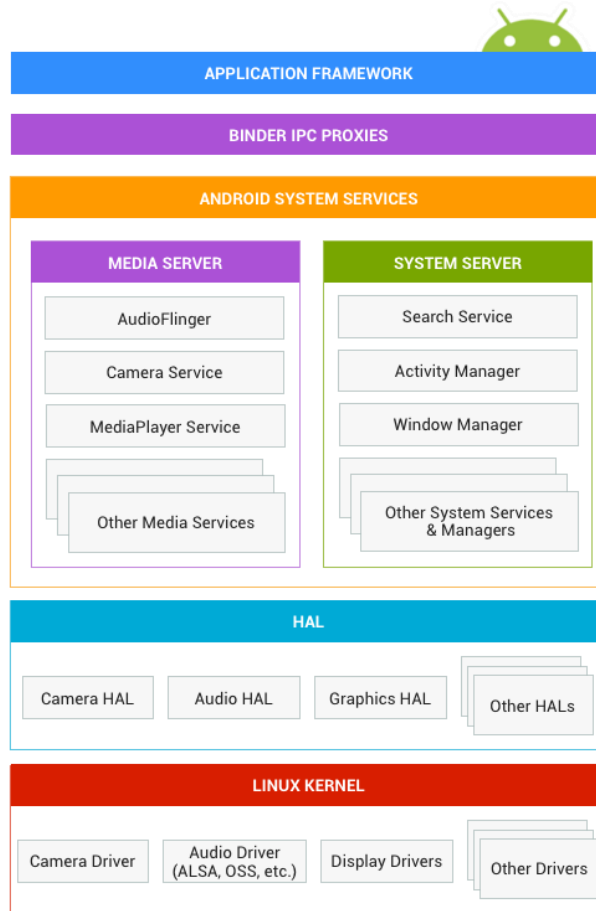 APPLICATION FRAMEWORK
BINDER IPC PROXIES
ANDROID SYSTEM SERVICES
MEDIA SERVER
AudioFlinger
Camera Service
MediaPlayer Service
Other Media Services
SYSTEM SERVER
Search Service
Activity Manager
Window Manager
Other System Services
& Managers
HAL
Camera HAL
Audio HAL
Graphics HAL
Other HALs
LINUX KERNEL
Camera Driver
Audio Driver
(ALSA, OSS, etc.)
Display Drivers
Other Drivers